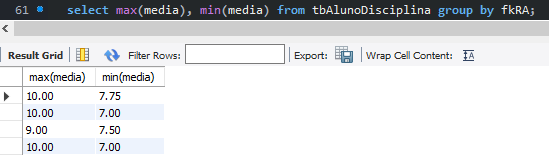 61 select max(media), min(media) from tbAlunoDisciplina group by fkRA;
Result Grid Filter Rows: Export: Wrap Cell Content: IA
max(media) min(media)
10.00 7.75
10.00 7.00
9.00 7.50
10.00 7.00